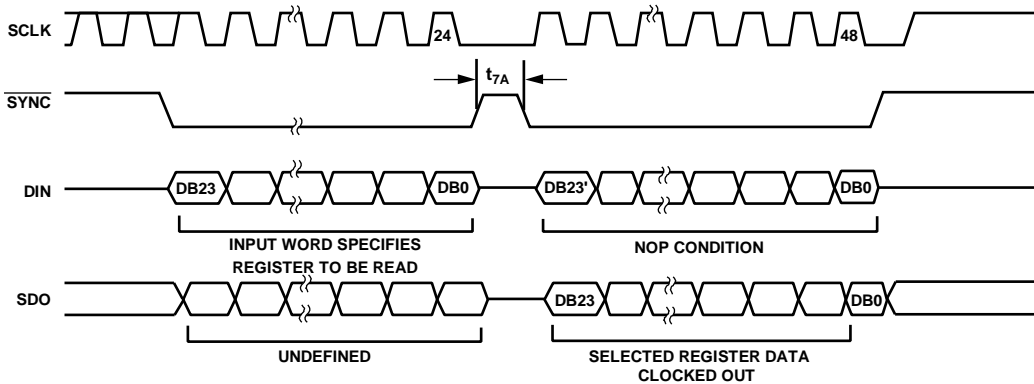 SCLK
24
48
t7A
SYNC
DIN
DB23
DB0
DB23'
DB0
INPUT WORD SPECIFIES
REGISTER TO BE READ
NOP CONDITION
SDO
DB23
DB0
UNDEFINED
SELECTED REGISTER DATA
CLOCKED OUT